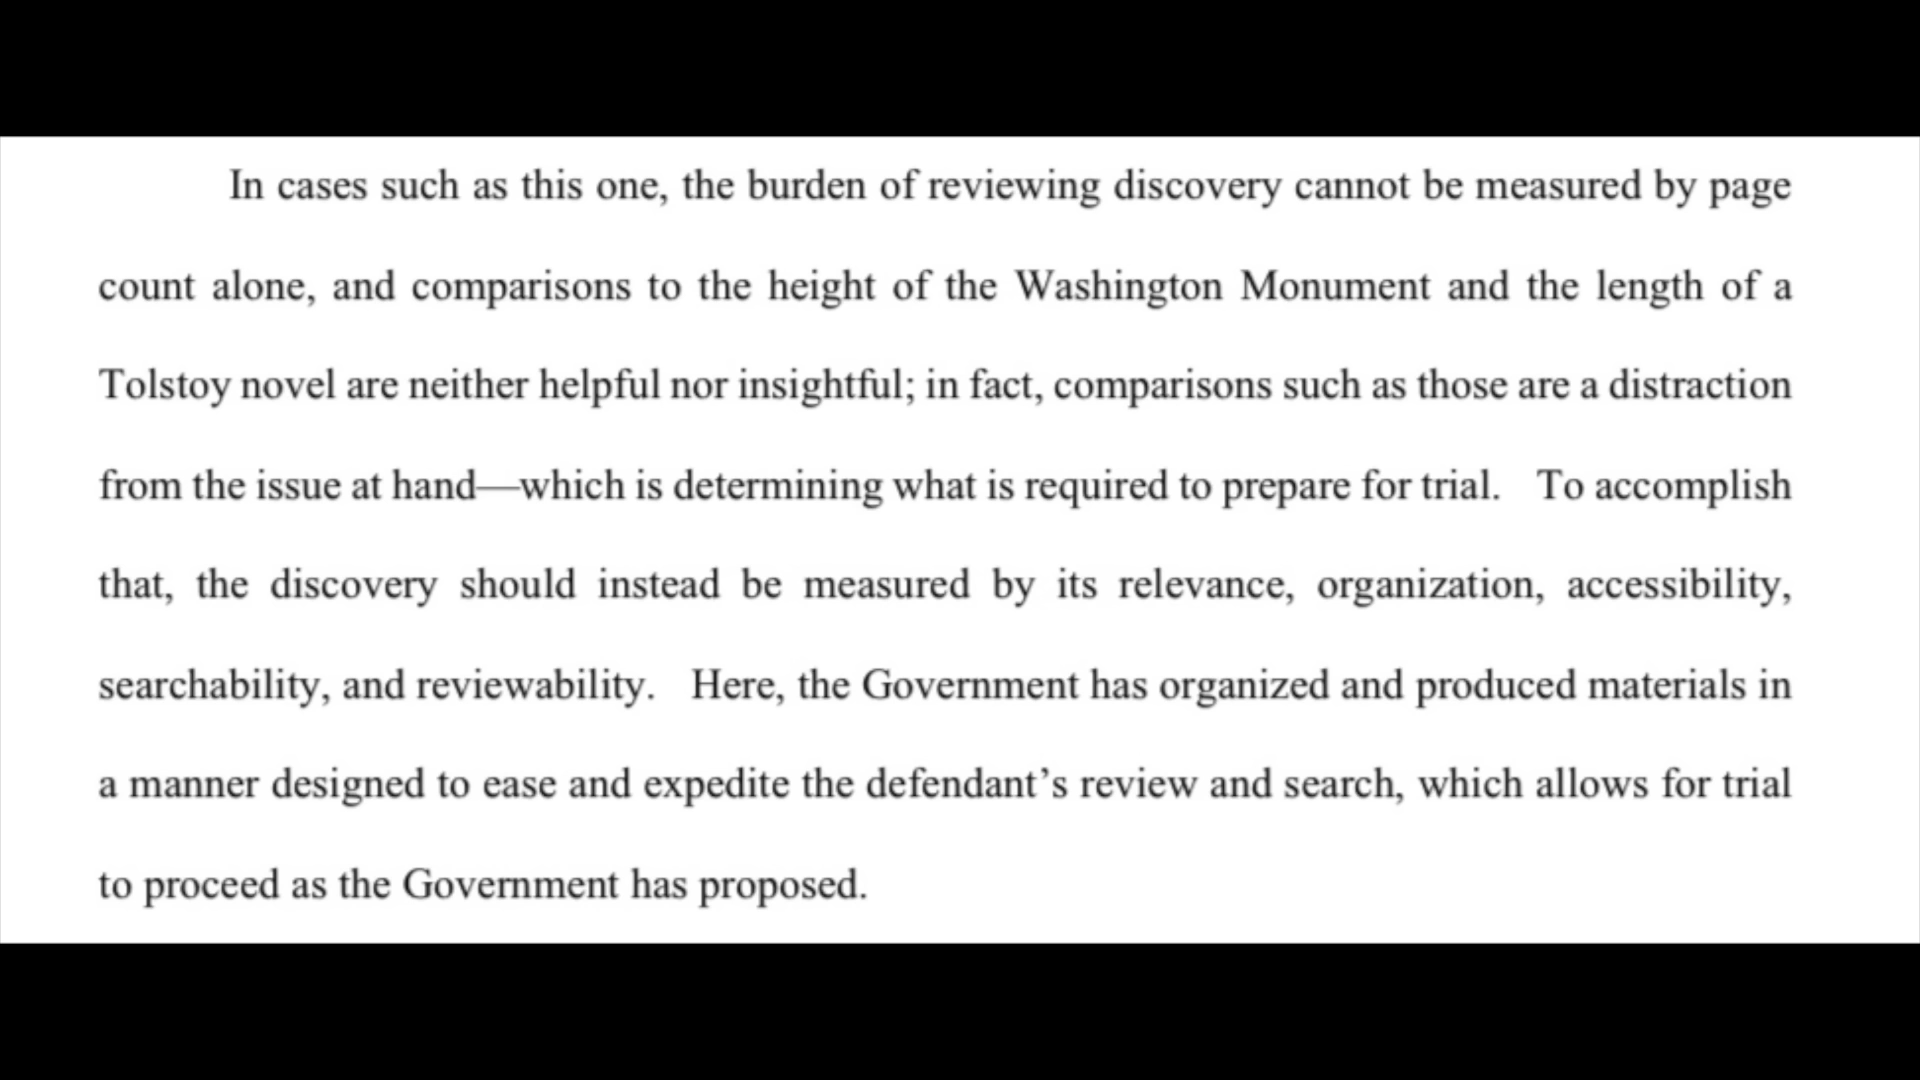 In cases such as this one, the burden of reviewing discovery cannot be measured by page
count alone, and comparisons to the height of the Washington Monument and the length of a
Tolstoy novel are neither helpful nor insightful; in fact, comparisons such as those are a distraction
from the issue at hand—which is determining what is required to prepare for trial. To accomplish
that, the discovery should instead be measured by its relevance, organization, accessibility,
searchability, and reviewability. Here, the Government has organized and produced materials in
a manner designed to ease and expedite the defendant’s review and search, which allows for trial
to proceed as the Government has proposed.